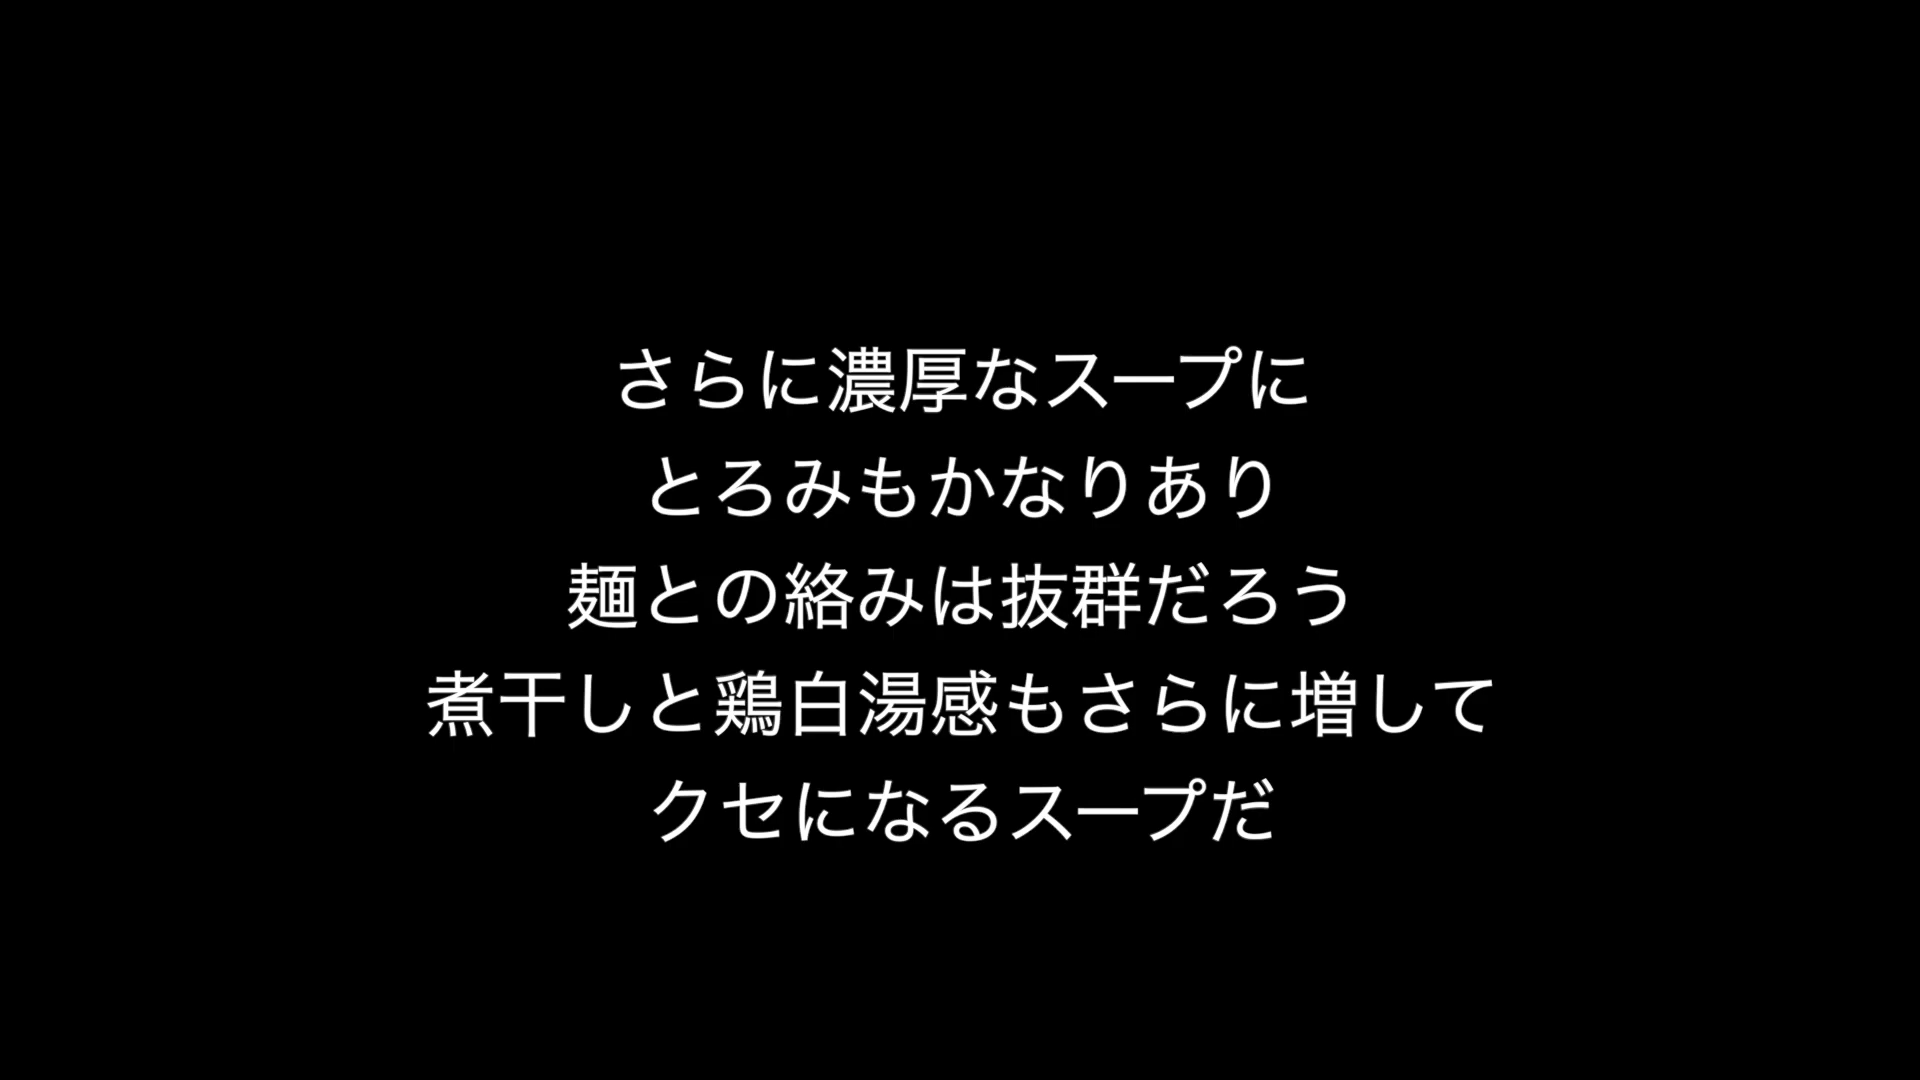 さらに濃厚なスープに
とろみもかなりあり
麺との絡みは抜群だろう
煮干しと鶏白湯感もさらに増して
クセになるスープだ